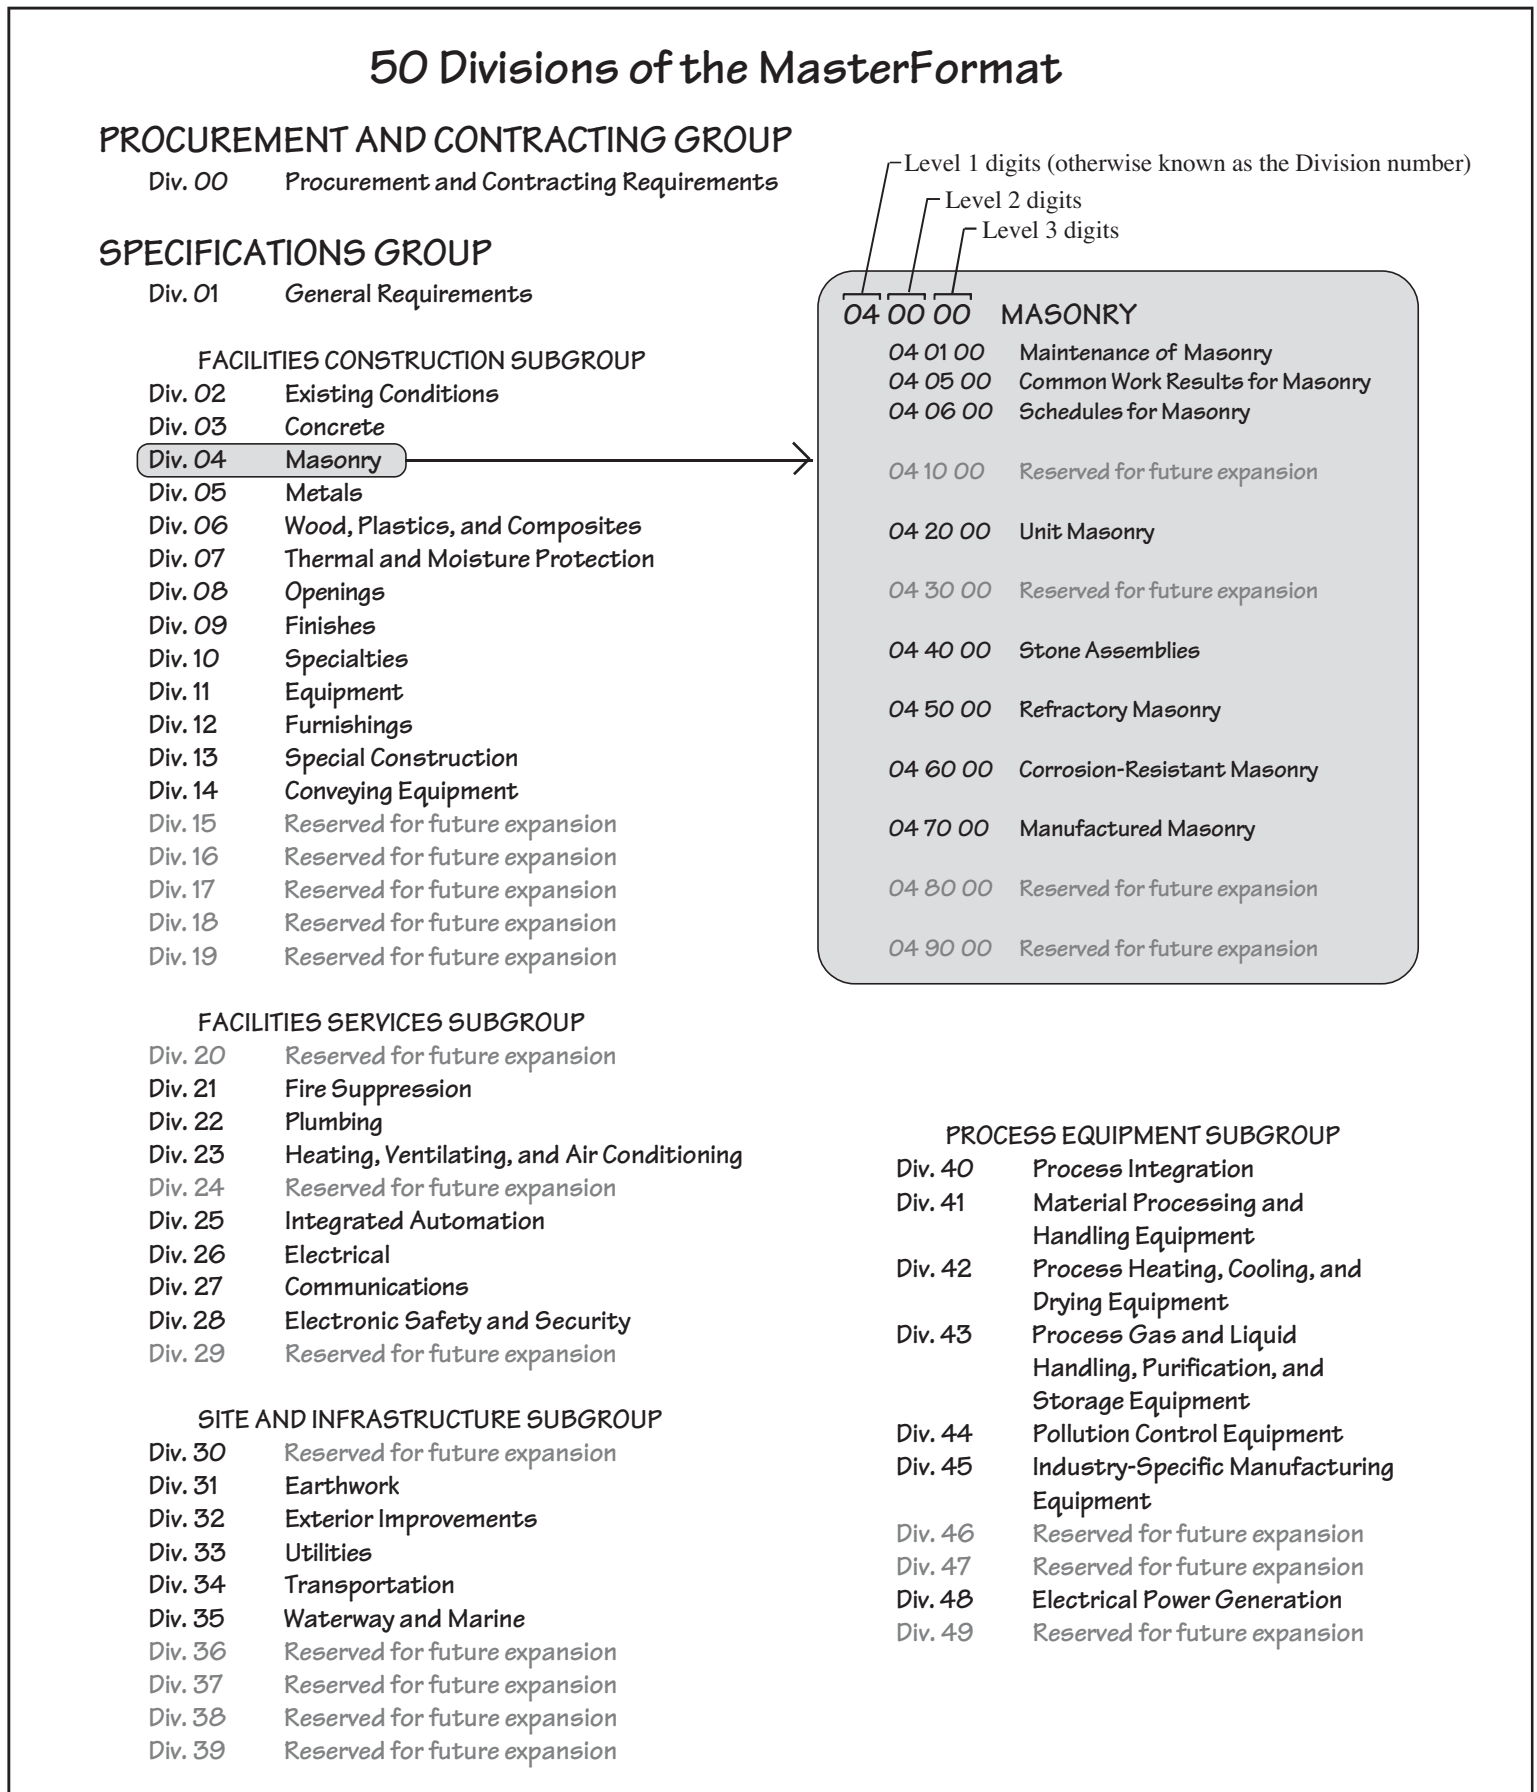 50 Divisions of the MasterFormat
PROCUREMENT AND CONTRACTING GROUP
Div. 00 Procurement and Contracting Requirements
SPECIFICATIONS GROUP
Div. 01 General Requirements
FACILITIES CONSTRUCTION SUBGROUP
Div. 02 Existing Conditions
Div. 03 Concrete
Div. 04 Masonry
Div. 05 Metals
Div. 06 Wood, Plastics, and Composites
Div. 07 Thermal and Moisture Protection
Div. 08 Openings
Div. 09 Finishes
Div. 10 Specialties
Div. 11 Equipment
Div. 12 Furnishings
Div. 13 Special Construction
Div. 14 Conveying Equipment
Div. 15 Reserved for future expansion
Div. 16 Reserved for future expansion
Div. 17 Reserved for future expansion
Div. 18 Reserved for future expansion
Div. 19 Reserved for future expansion
FACILITIES SERVICES SUBGROUP
Div. 20 Reserved for future expansion
Div. 21 Fire Suppression
Div. 22 Plumbing
Div. 23 Heating, Ventilating, and Air Conditioning
Div. 24 Reserved for future expansion
Div. 25 Integrated Automation
Div. 26 Electrical
Div. 27 Communications
Div. 28 Electronic Safety and Security
Div. 29 Reserved for future expansion
SITE AND INFRASTRUCTURE SUBGROUP
Div. 30 Reserved for future expansion
Div. 31 Earthwork
Div. 32 Exterior Improvements
Div. 33 Utilities
Div. 34 Transportation
Div. 35 Waterway and Marine
Div. 36 Reserved for future expansion
Div. 37 Reserved for future expansion
Div. 38 Reserved for future expansion
Div. 39 Reserved for future expansion
Level 1 digits (otherwise known as the Division number)
Level 2 digits
Level 3 digits
04 00 00 MASONRY
04 01 00 Maintenance of Masonry
04 05 00 Common Work Results for Masonry
04 06 00 Schedules for Masonry
04 10 00 Reserved for future expansion
04 20 00 Unit Masonry
04 30 00 Reserved for future expansion
04 40 00 Stone Assemblies
04 50 00 Refractory Masonry
04 60 00 Corrosion-Resistant Masonry
04 70 00 Manufactured Masonry
04 80 00 Reserved for future expansion
04 90 00 Reserved for future expansion
PROCESS EQUIPMENT SUBGROUP
Div. 40 Process Integration
Div. 41 Material Processing and
Handling Equipment
Div. 42 Process Heating, Cooling, and
Drying Equipment
Div. 43 Process Gas and Liquid
Handling, Purification, and
Storage Equipment
Div. 44 Pollution Control Equipment
Div. 45 Industry-Specific Manufacturing
Equipment
Div. 46 Reserved for future expansion
Div. 47 Reserved for future expansion
Div. 48 Electrical Power Generation
Div. 49 Reserved for future expansion